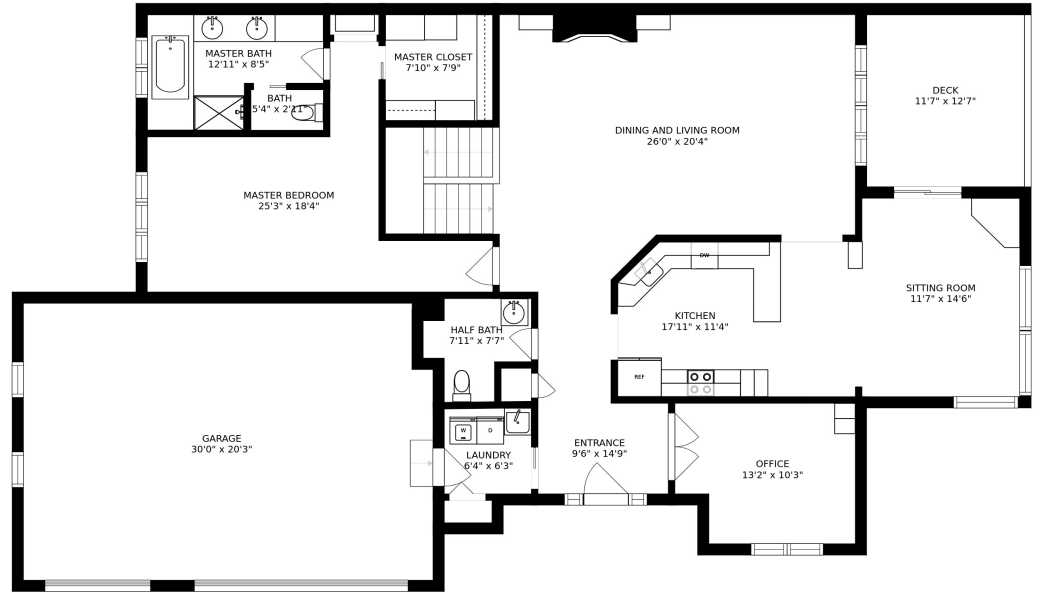 MASTER BATH
12'11" x 8'5"
MASTER CLOSET
7'10" x 7'9"
BATH
5'4" x 2'11"
DECK
11'7" x 12'7"
DINING AND LIVING ROOM
26'0" x 20'4"
MASTER BEDROOM
25'3" x 18'4"
DW
SITTING ROOM
11'7" x 14'6"
KITCHEN
17'11" x 11'4"
HALF BATH
7'11" x 7'7"
REF
GARAGE
30'0" x 20'3"
W
D
LAUNDRY
6'4" x 6'3"
ENTRANCE
9'6" x 14'9"
OFFICE
13'2" x 10'3"